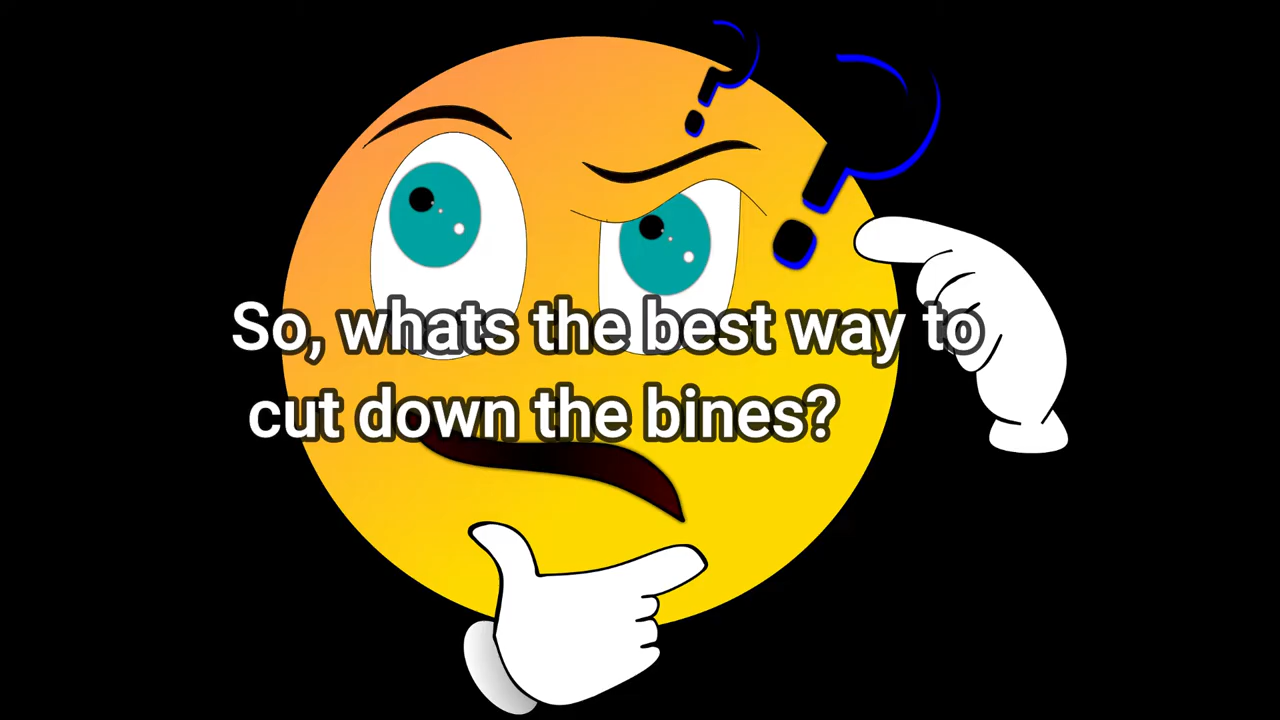 So, whats the best way to
cut down the bines?